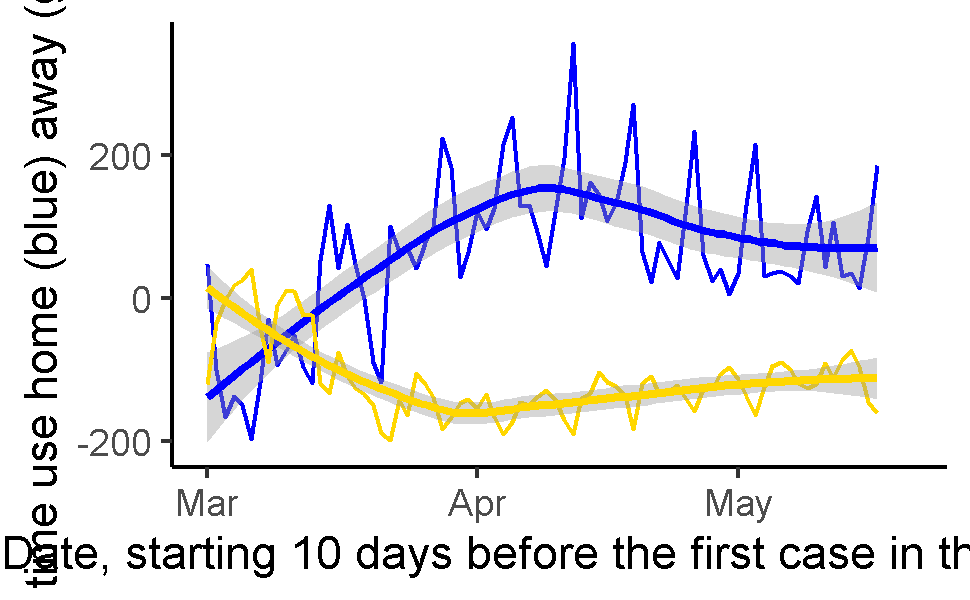 time use home (blue) away (
200
0
-200
Mar Apr May
Date, starting 10 days before the first case in th